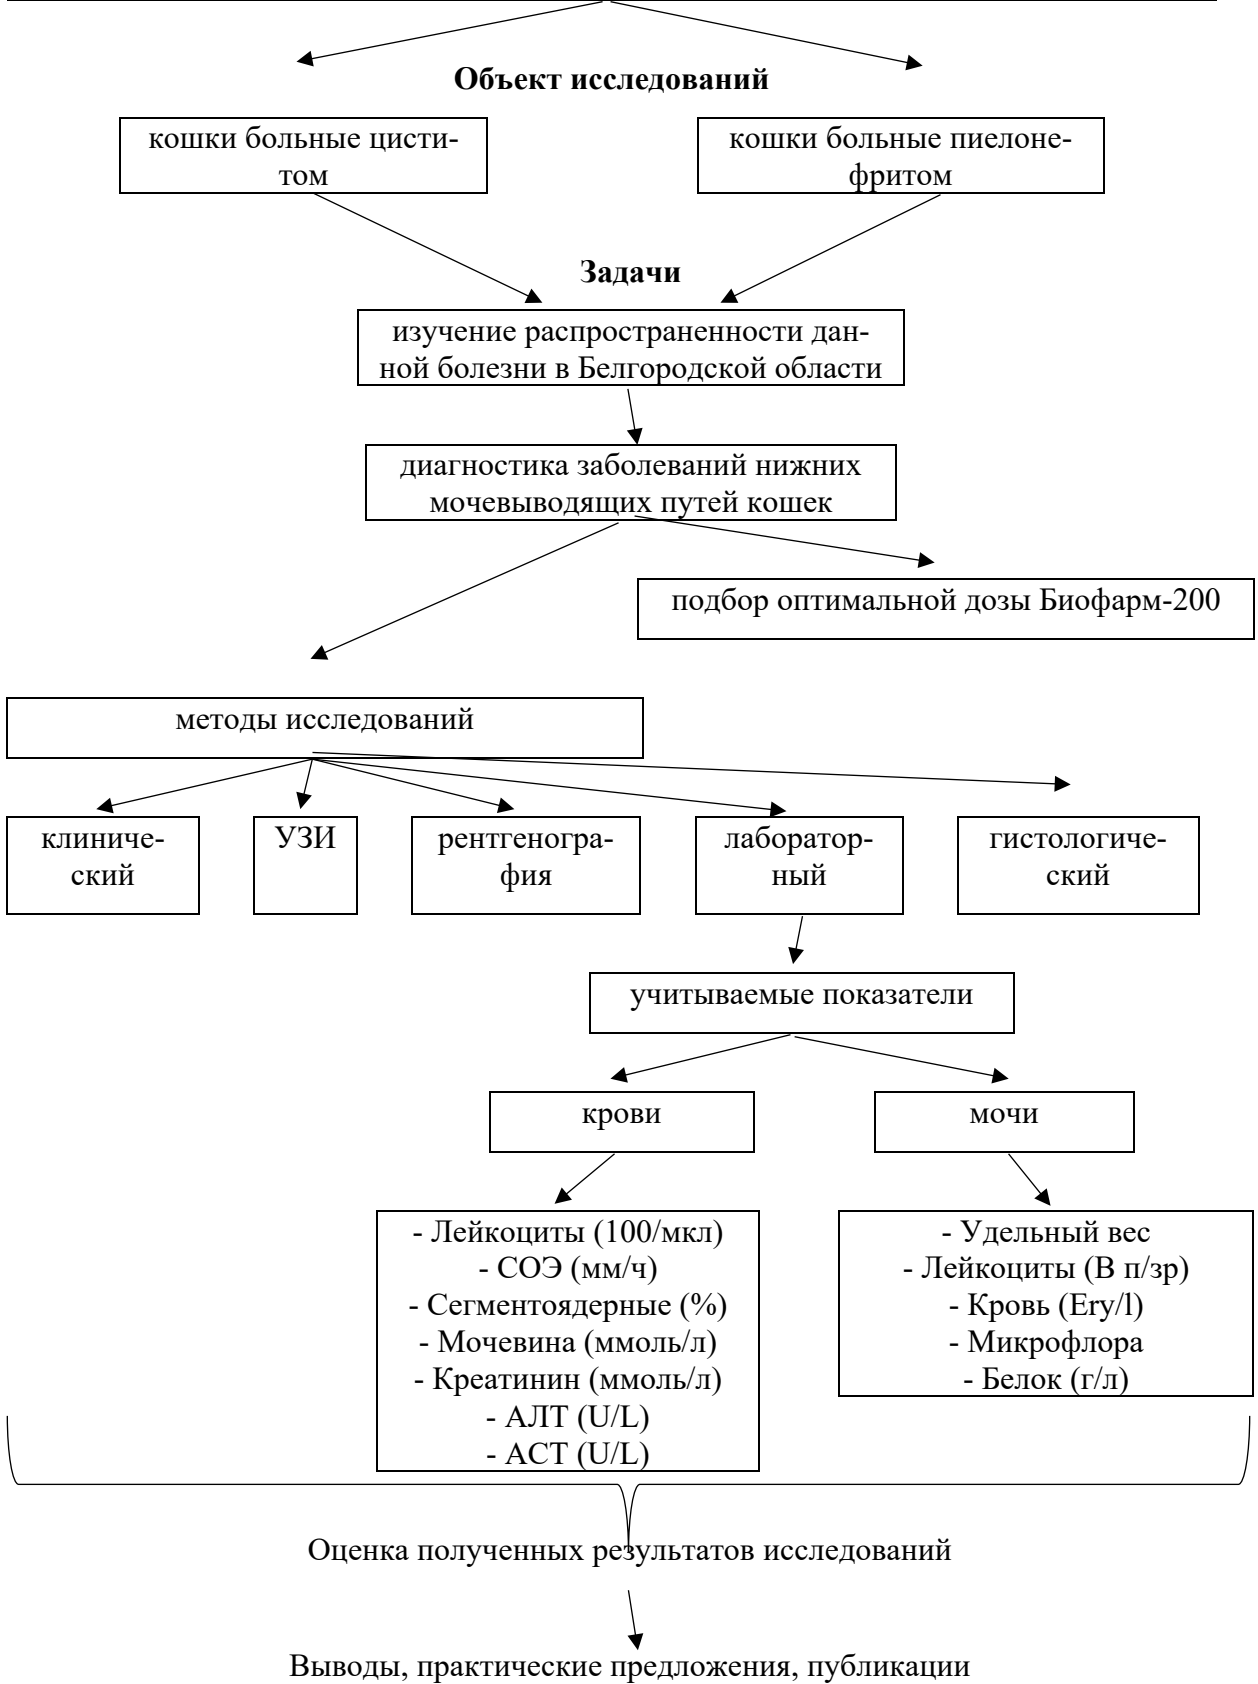 Объект исследований
кошки больные цисти-
том
кошки больные пиелоне-
фритом
Задачи
изучение распространенности дан-
ной болезни в Белгородской области
диагностика заболеваний нижних
мочевыводящих путей кошек
подбор оптимальной дозы Биофарм-200
методы исследований
клиниче-
ский
УЗИ
рентгеногра-
фия
лаборатор-
ный
гистологиче-
ский
учитываемые показатели
крови
мочи
- Лейкоциты (100/мкл)
- СОЭ (мм/ч)
- Сегментоядерные (%)
- Мочевина (ммоль/л)
- Креатинин (ммоль/л)
- АЛТ (U/L)
- АСТ (U/L)
- Удельный вес
- Лейкоциты (В п/зр)
- Кровь (Ery/l)
- Микрофлора
- Белок (г/л)
Оценка полученных результатов исследований
Выводы, практические предложения, публикации